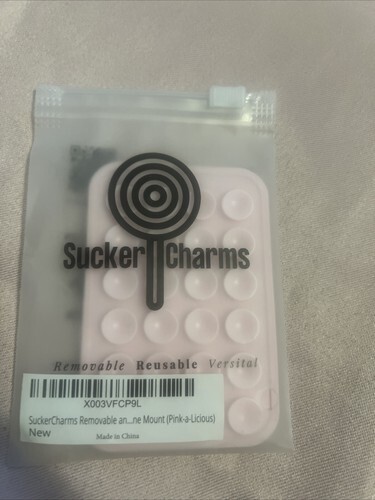 Sucker Charms
Removable Reusable Versital
X003VFCP9L
SuckerCharms Removable an...ne Mount (Pink-a-Licious)
New
Made in China